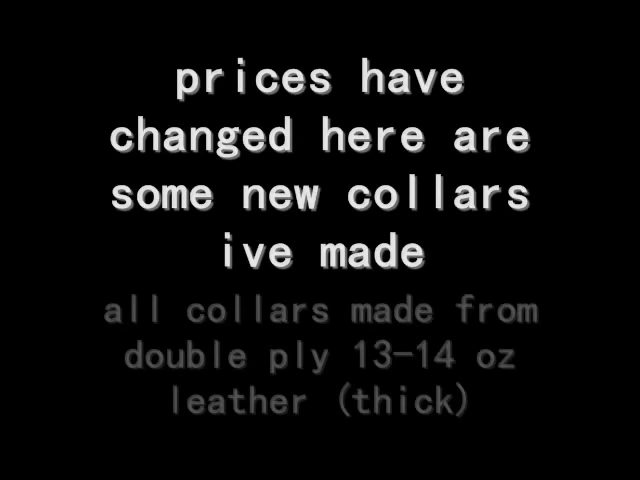 prices have
changed here are
some new collars
ive made
all collars made from
double ply 13-14 oz
leather (thick)